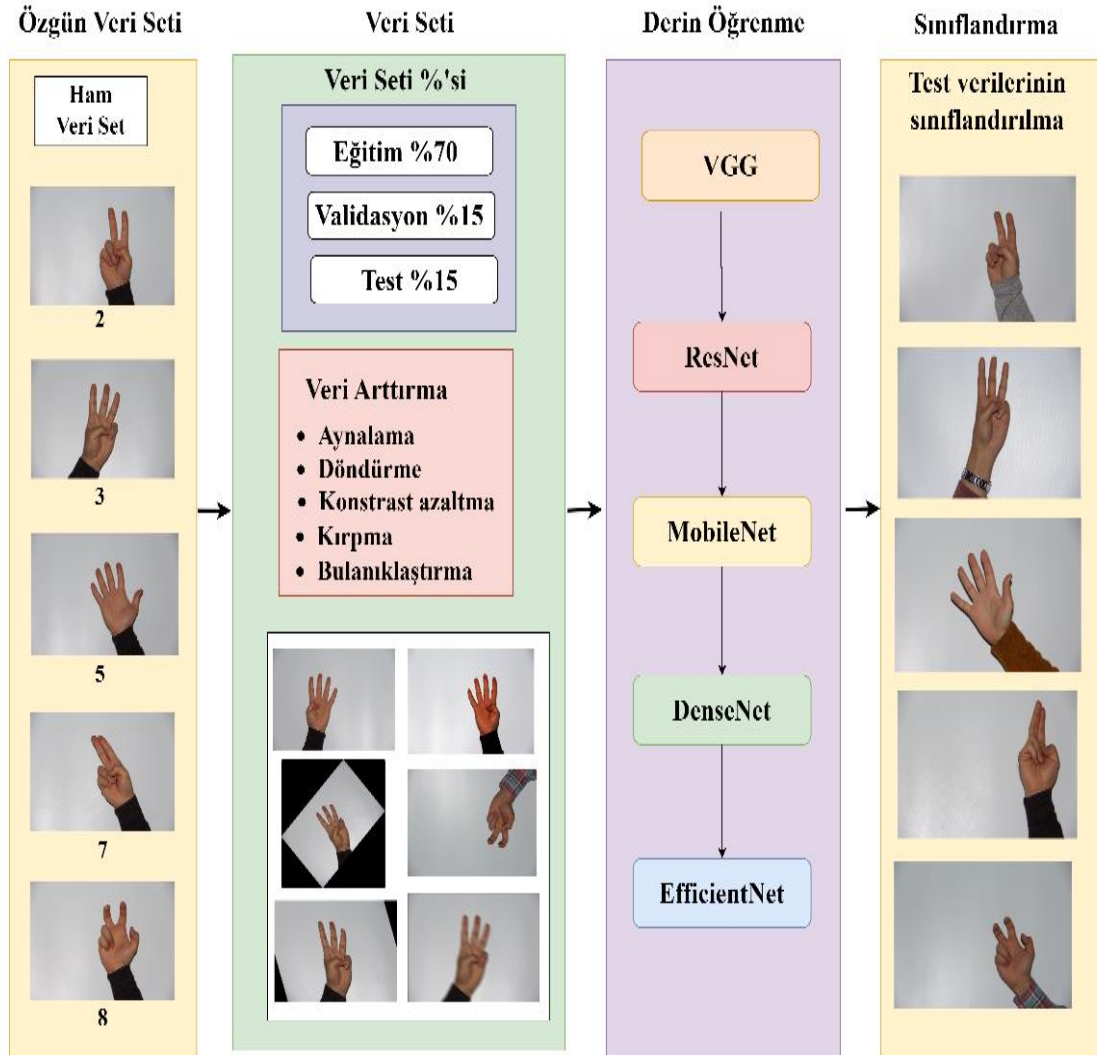 Özgün Veri Seti
Ham
Veri Set
2
3
5
7
8
Veri Seti
Veri Seti %'si
Eğitim %70
Validasyon %15
Test %15
Veri Arttırma
• Aynalama
• Döndürme
• Konstrast azaltma
• Kırpma
• Bulanıklaştırma
Derin Öğrenme
VGG
ResNet
MobileNet
DenseNet
EfficientNet
Sınıflandırma
Test verilerinin
sınıflandırılma